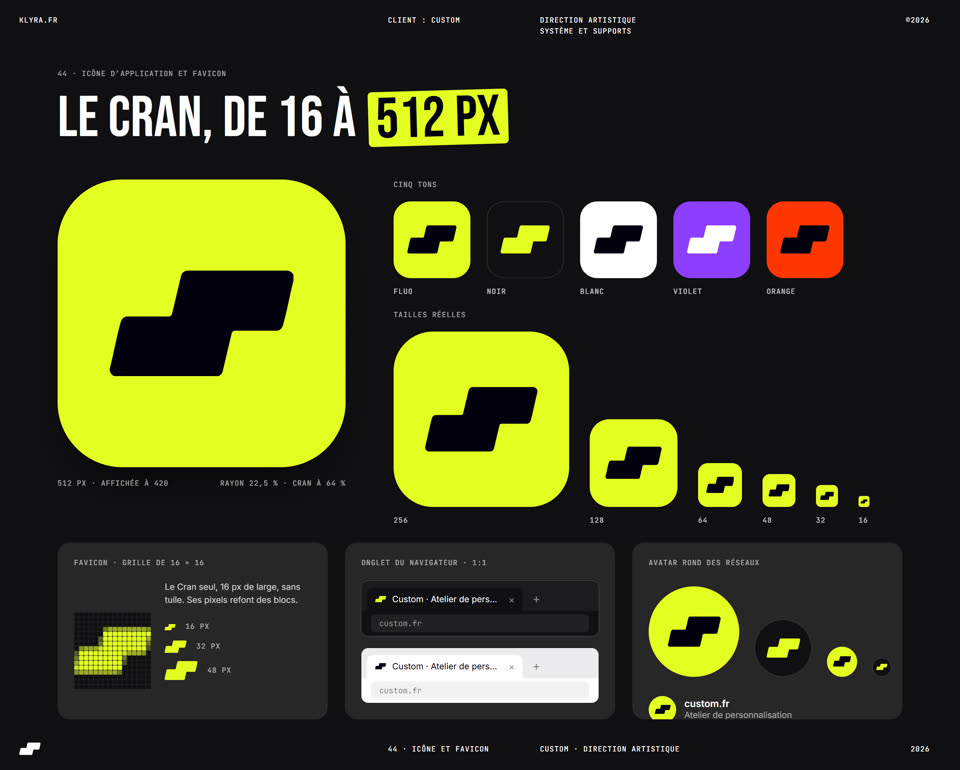 KLYRA.FR
CLIENT : CUSTOM
DIRECTION ARTISTIQUE
SYSTÈME ET SUPPORTS
©2026
44 · ICÔNE D'APPLICATION ET FAVICON
LE CRAN, DE 16 À 512 PX
CINQ TONS
FLUO
NOIR
BLANC
VIOLET
ORANGE
TAILLES RÉELLES
512 PX · AFFICHÉE À 420
RAYON 22,5 % · CRAN À 64 %
256
128
64
48
32
16
FAVICON · GRILLE DE 16 × 16
Le Cran seul, 16 px de large, sans
tuile. Ses pixels refont des blocs.
16 PX
32 PX
48 PX
ONGLET DU NAVIGATEUR · 1:1
Custom · Atelier de pers... × +
custom.fr
Custom · Atelier de pers... × +
custom.fr
AVATAR ROND DES RÉSEAUX
custom.fr
Atelier de personnalisation
44 · ICÔNE ET FAVICON
CUSTOM · DIRECTION ARTISTIQUE
2026